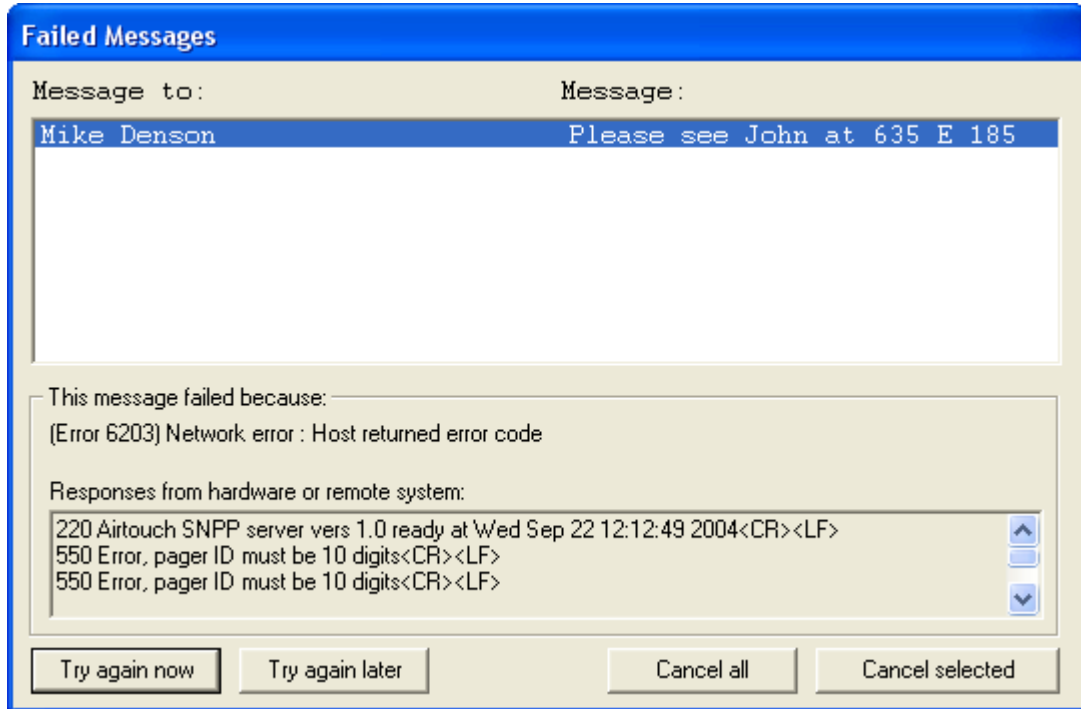 Failed Messages
Message to: Message:
Mike Denson Please see John at 635 E 185
This message failed because:
(Error 6203) Network error : Host returned error code
Responses from hardware or remote system:
220 Airtouch SNPP server vers 1.0 ready at Wed Sep 22 12:12:49 2004<CR><LF>
550 Error, pager ID must be 10 digits<CR><LF>
550 Error, pager ID must be 10 digits<CR><LF>
Try again now Try again later Cancel all Cancel selected